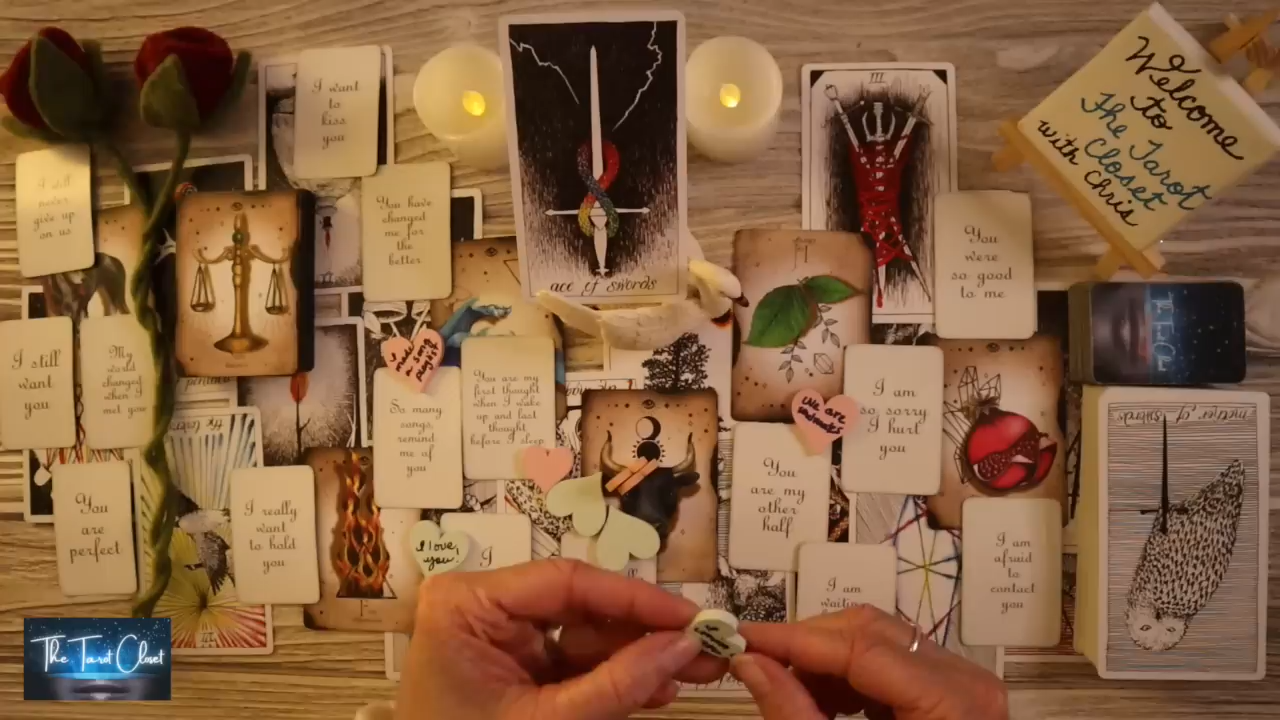 I want
to
kiss
you
III
Welcome
to
The Tarot
Closet
with Chris
I still
never
give up
on us
You have
changed
me for
the
better
ace of swords
You
were
so good
to me
I still
want
you
My
world
changed
when I
met you
So many
songs,
remind
me of
you
You are my
first thought
when I wake
up and last
thought
before I sleep
We are
soulmates
I am
so sorry
I hurt
you
mother of swords
You
are
perfect
I really
want
to hold
you
I love
you!
I
You
are my
other
half
I am
I am
afraid
to
contact
you
III
The Tarot Closet